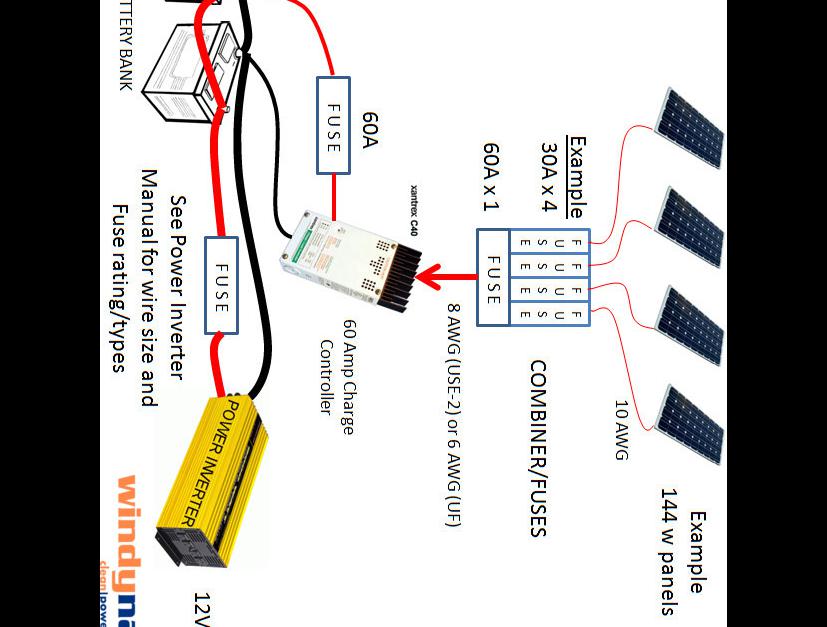 Example
144 w panels
10 AWG
COMBINER/FUSES
Example
30A x 4
60A x 1
FUSE
FUSE
FUSE
FUSE
FUSE
8 AWG (USE-2) or 6 AWG (UF)
xantrex C40
60 Amp Charge
Controller
60A
FUSE
FUSE
See Power Inverter
Manual for wire size and
Fuse rating/types
POWER INVERTER
TTERY BANK
12V
windyna
clean|powe